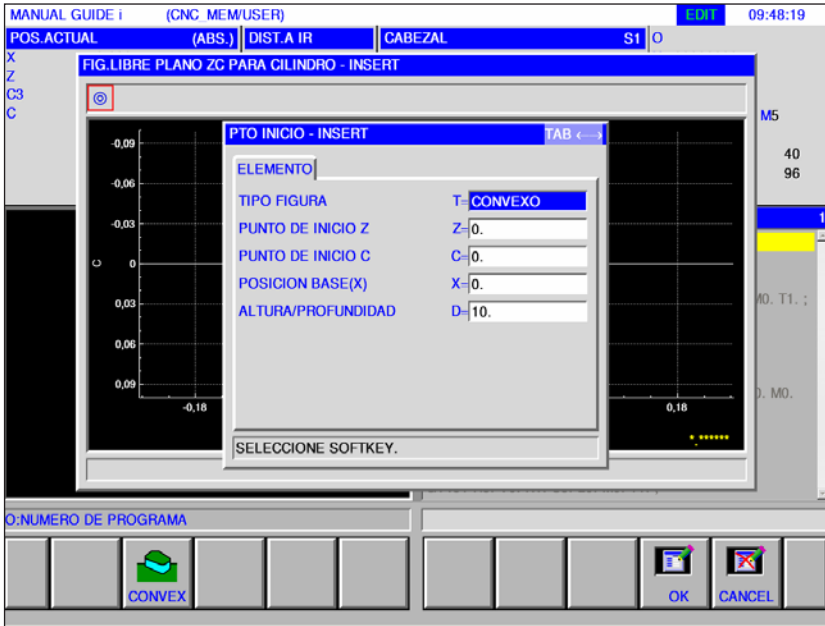 MANUAL GUIDE i (CNC_MEM/USER) EDIT 09:48:19
POS.ACTUAL (ABS.) DIST.A IR CABEZAL S1 O
X
Z
C3
C
FIG.LIBRE PLANO ZC PARA CILINDRO - INSERT
M5
40
96
PTO INICIO - INSERT TAB ←→
ELEMENTO
TIPO FIGURA T= CONVEXO
PUNTO DE INICIO Z Z= 0.
PUNTO DE INICIO C C= 0.
POSICION BASE(X) X= 0.
ALTURA/PROFUNDIDAD D= 10.
SELECCIONE SOFTKEY.
-0,09
-0,06
-0,03
C 0
0,03
0,06
0,09
-0,18 0,18
*.******
1
M0. T1. ;
0. M0.
O:NUMERO DE PROGRAMA
CONVEX OK CANCEL